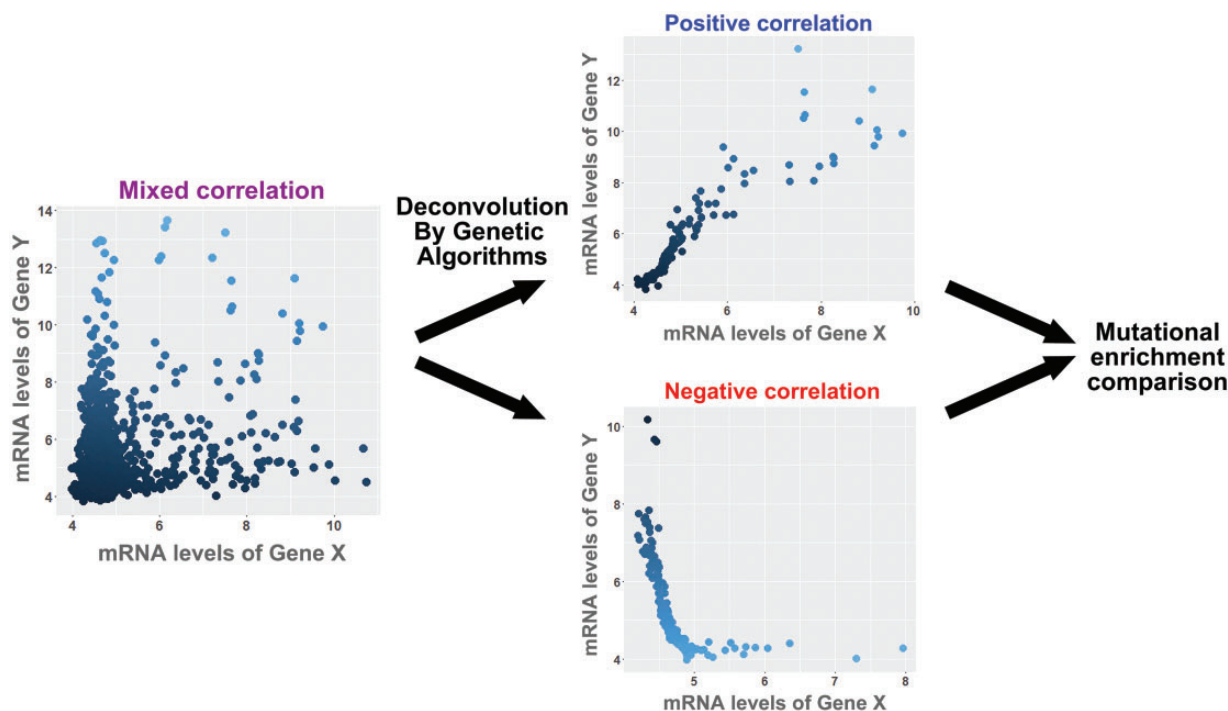 Mixed correlation
mRNA levels of Gene Y
14
12
10
8
6
4
4 6 8 10
mRNA levels of Gene X
Deconvolution
By Genetic
Algorithms
Positive correlation
mRNA levels of Gene Y
12
10
8
6
4
4 6 8 10
mRNA levels of Gene X
Negative correlation
mRNA levels of Gene Y
10
8
6
4
5 6 7 8
mRNA levels of Gene X
Mutational
enrichment
comparison